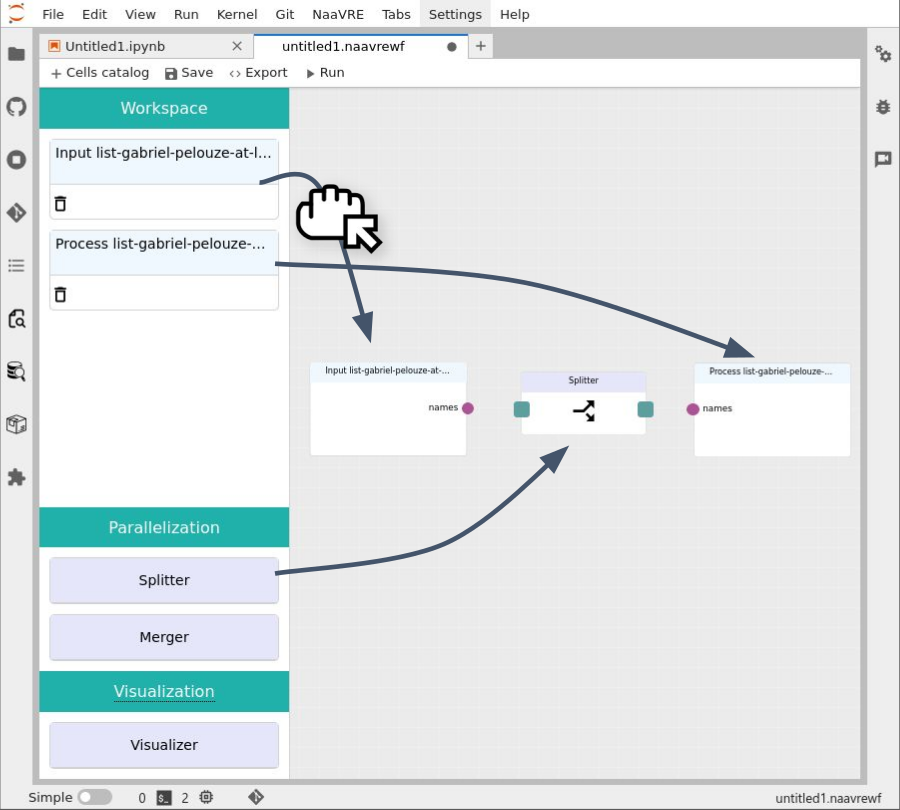 File Edit View Run Kernel Git NaaVRE Tabs Settings Help
Untitled1.ipynb untitled1.naavrewf
+ Cells catalog Save Export Run
Workspace
Input list-gabriel-pelouze-at-l...
Process list-gabriel-pelouze-...
Input list-gabriel-pelouze-at-...
names
Splitter
Process list-gabriel-pelouze-...
names
Parallelization
Splitter
Merger
Visualization
Visualizer
Simple 0 2 untitled1.naavrewf